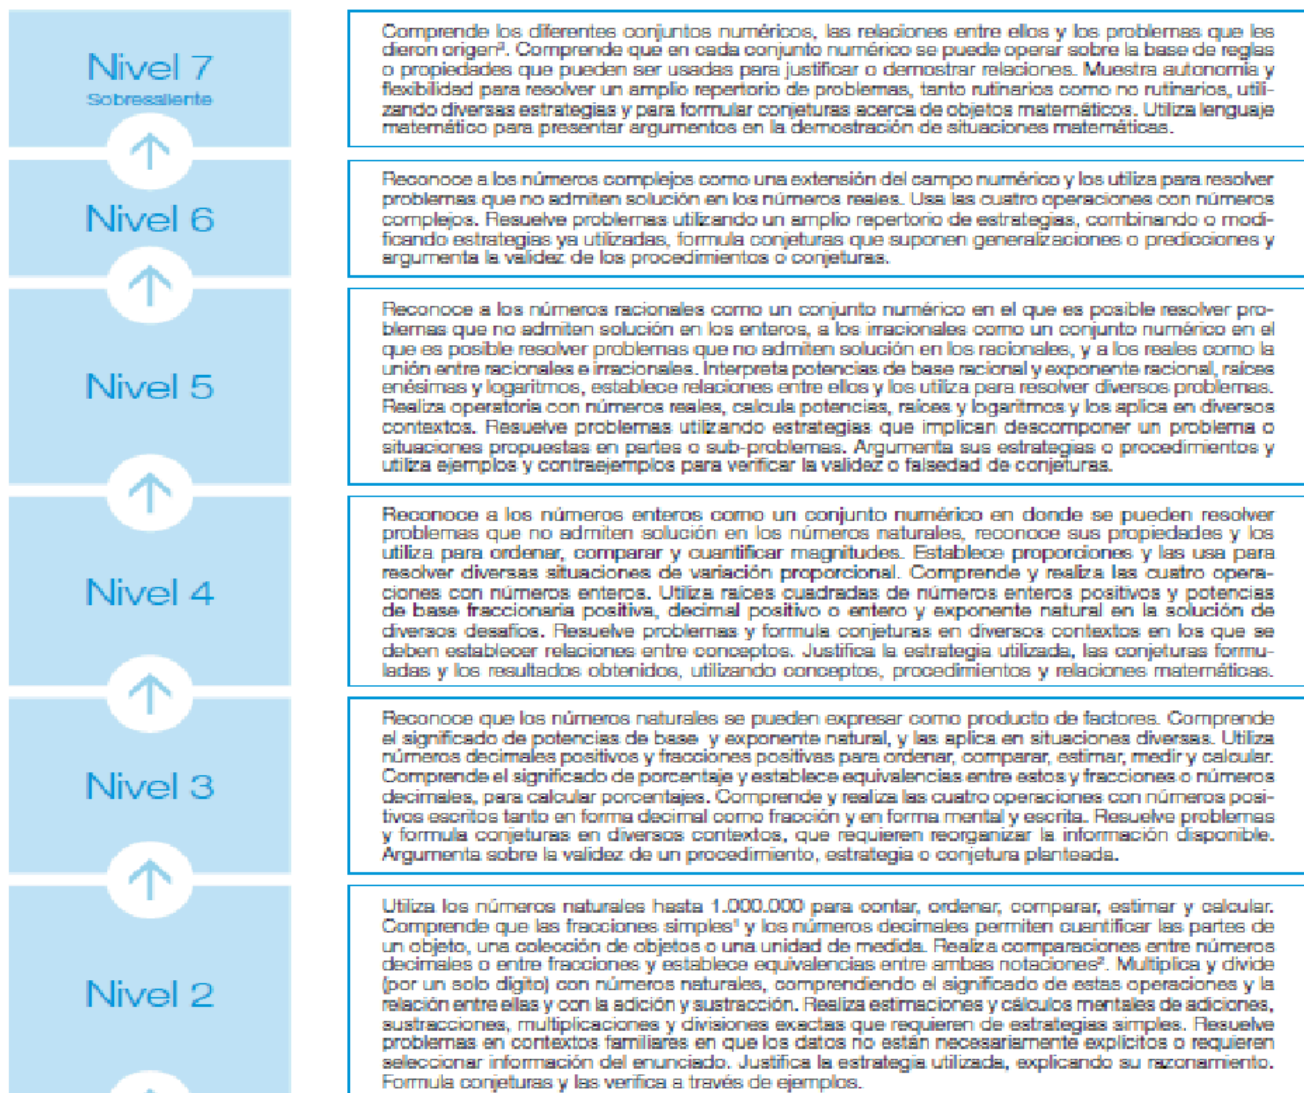 Nivel 7
Sobresaliente
Comprende los diferentes conjuntos numéricos, las relaciones entre ellos y los problemas que les
dieron origen³. Comprende que en cada conjunto numérico se puede operar sobre la base de reglas
o propiedades que pueden ser usadas para justificar o demostrar relaciones. Muestra autonomía y
flexibilidad para resolver un amplio repertorio de problemas, tanto rutinarios como no rutinarios, utili-
zando diversas estrategias y para formular conjeturas acerca de objetos matemáticos. Utiliza lenguaje
matemático para presentar argumentos en la demostración de situaciones matemáticas.
Nivel 6
Reconoce a los números complejos como una extensión del campo numérico y los utiliza para resolver
problemas que no admiten solución en los números reales. Usa las cuatro operaciones con números
complejos. Resuelve problemas utilizando un amplio repertorio de estrategias, combinando o modi-
ficando estrategias ya utilizadas, formula conjeturas que suponen generalizaciones o predicciones y
argumenta la validez de los procedimientos o conjeturas.
Nivel 5
Reconoce a los números racionales como un conjunto numérico en el que es posible resolver pro-
blemas que no admiten solución en los enteros, a los irracionales como un conjunto numérico en el
que es posible resolver problemas que no admiten solución en los racionales, y a los reales como la
unión entre racionales e irracionales. Interpreta potencias de base racional y exponente racional, raíces
enésimas y logaritmos, establece relaciones entre ellos y los utiliza para resolver diversos problemas.
Realiza operatoria con números reales, calcula potencias, raíces y logaritmos y los aplica en diversos
contextos. Resuelve problemas utilizando estrategias que implican descomponer un problema o
situaciones propuestas en partes o sub-problemas. Argumenta sus estrategias o procedimientos y
utiliza ejemplos y contraejemplos para verificar la validez o falsedad de conjeturas.
Nivel 4
Reconoce a los números enteros como un conjunto numérico en donde se pueden resolver
problemas que no admiten solución en los números naturales, reconoce sus propiedades y los
utiliza para ordenar, comparar y cuantificar magnitudes. Establece proporciones y las usa para
resolver diversas situaciones de variación proporcional. Comprende y realiza las cuatro opera-
ciones con números enteros. Utiliza raíces cuadradas de números enteros positivos y potencias
de base fraccionaria positiva, decimal positivo o entero y exponente natural en la solución de
diversos desafíos. Resuelve problemas y formula conjeturas en diversos contextos en los que se
deben establecer relaciones entre conceptos. Justifica la estrategia utilizada, las conjeturas formu-
ladas y los resultados obtenidos, utilizando conceptos, procedimientos y relaciones matemáticas.
Nivel 3
Reconoce que los números naturales se pueden expresar como producto de factores. Comprende
el significado de potencias de base y exponente natural, y las aplica en situaciones diversas. Utiliza
números decimales positivos y fracciones positivas para ordenar, comparar, estimar, medir y calcular.
Comprende el significado de porcentaje y establece equivalencias entre estos y fracciones o números
decimales, para calcular porcentajes. Comprende y realiza las cuatro operaciones con números posi-
tivos escritos tanto en forma decimal como fracción y en forma mental y escrita. Resuelve problemas
y formula conjeturas en diversos contextos, que requieren reorganizar la información disponible.
Argumenta sobre la validez de un procedimiento, estrategia o conjetura planteada.
Nivel 2
Utiliza los números naturales hasta 1.000.000 para contar, ordenar, comparar, estimar y calcular.
Comprende que las fracciones simples¹ y los números decimales permiten cuantificar las partes de
un objeto, una colección de objetos o una unidad de medida. Realiza comparaciones entre números
decimales o entre fracciones y establece equivalencias entre ambas notaciones². Multiplica y divide
(por un solo dígito) con números naturales, comprendiendo el significado de estas operaciones y la
relación entre ellas y con la adición y sustracción. Realiza estimaciones y cálculos mentales de adiciones,
sustracciones, multiplicaciones y divisiones exactas que requieren de estrategias simples. Resuelve
problemas en contextos familiares en que los datos no están necesariamente explícitos o requieren
seleccionar información del enunciado. Justifica la estrategia utilizada, explicando su razonamiento.
Formula conjeturas y las verifica a través de ejemplos.